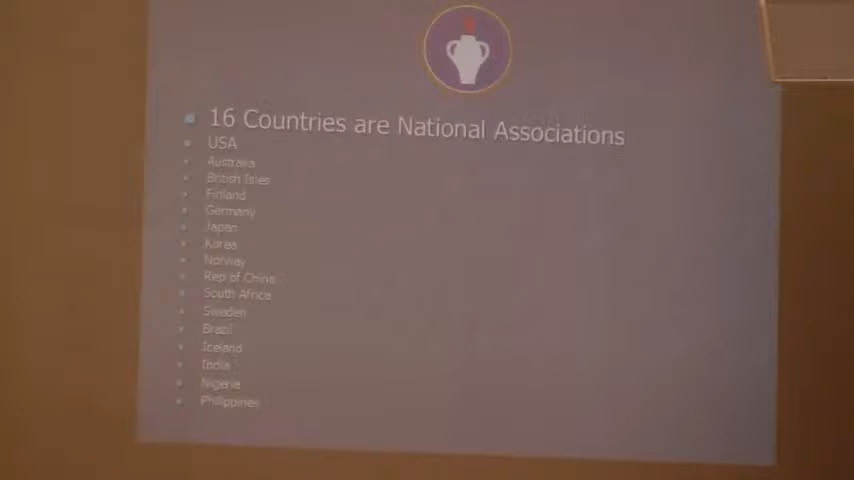 16 Countries are National Associations
USA
Australia
British Isles
Finland
Germany
Japan
Korea
Norway
Rep of China
South Africa
Sweden
Brazil
Iceland
India
Nigeria
Philippines